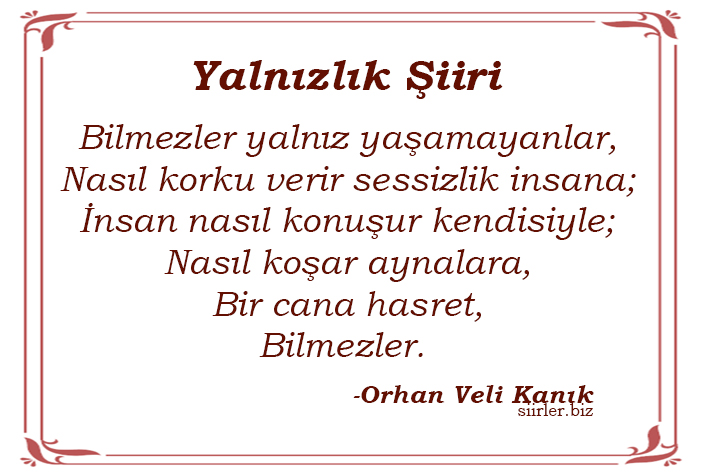 Yalnızlık Şiiri
Bilmezler yalnız yaşamayanlar,
Nasıl korku verir sessizlik insana;
İnsan nasıl konuşur kendisiyle;
Nasıl koşar aynalara,
Bir cana hasret,
Bilmezler.
-Orhan Veli Kanık
siirler.biz